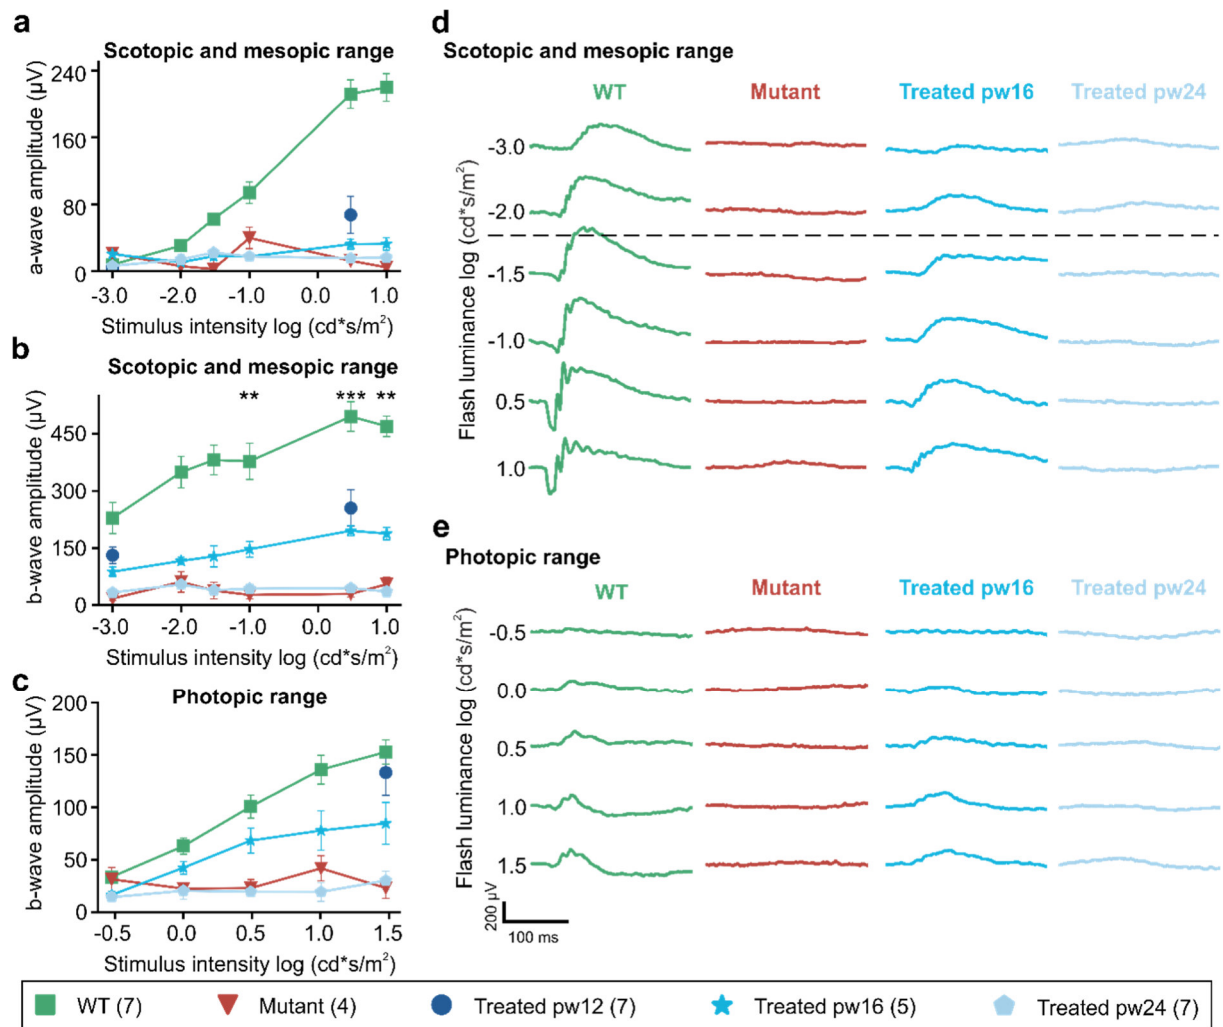 a
Scotopic and mesopic range
a-wave amplitude (µV)
240
160
80
0
-3.0 -2.0 -1.0 0.0 1.0
Stimulus intensity log (cd*s/m²)
b
Scotopic and mesopic range
b-wave amplitude (µV)
** *** **
450
300
150
0
-3.0 -2.0 -1.0 0.0 1.0
Stimulus intensity log (cd*s/m²)
c
Photopic range
b-wave amplitude (µV)
200
150
100
50
0
-0.5 0.0 0.5 1.0 1.5
Stimulus intensity log (cd*s/m²)
d
Scotopic and mesopic range
WT Mutant Treated pw16 Treated pw24
Flash luminance log (cd*s/m²)
-3.0
-2.0
-1.5
-1.0
0.5
1.0
e
Photopic range
WT Mutant Treated pw16 Treated pw24
Flash luminance log (cd*s/m²)
-0.5
0.0
0.5
1.0
1.5
200 µV
100 ms
WT (7) Mutant (4) Treated pw12 (7) Treated pw16 (5) Treated pw24 (7)